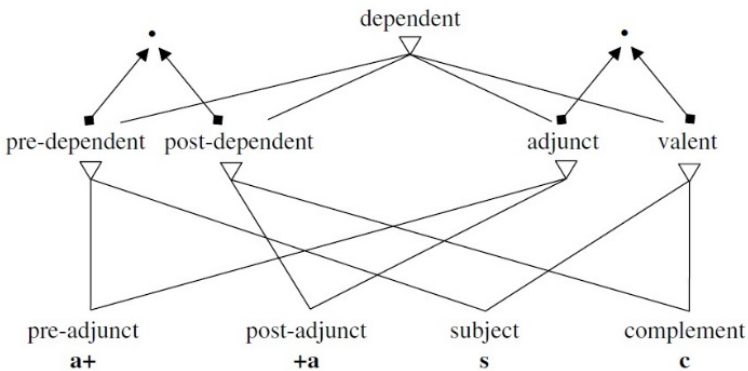 dependent
pre-dependent post-dependent adjunct valent
pre-adjunct post-adjunct subject complement
a+ +a s c